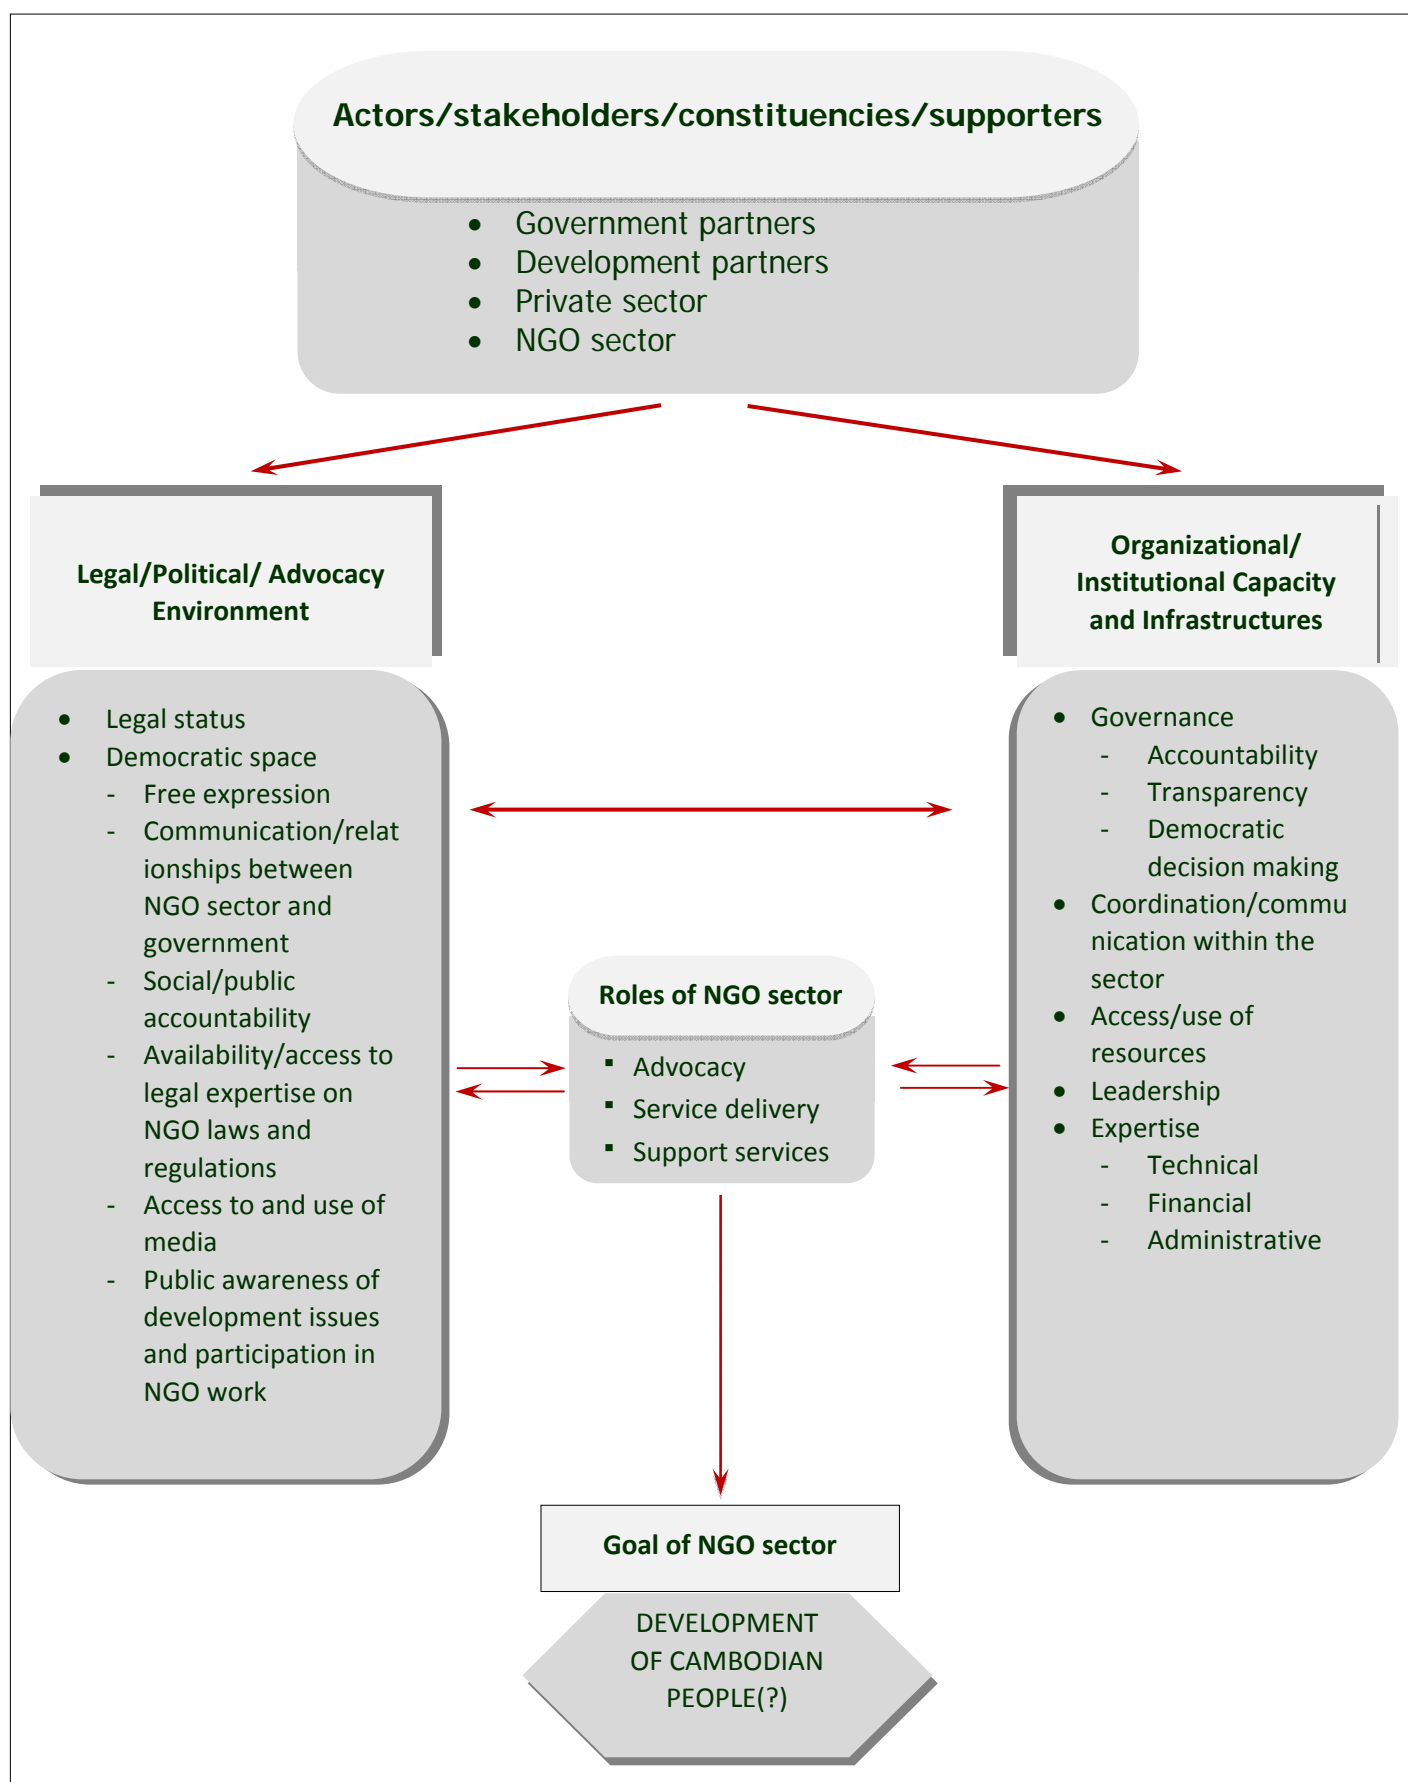 Actors/stakeholders/constituencies/supporters
• Government partners
• Development partners
• Private sector
• NGO sector
Legal/Political/ Advocacy
Environment
• Legal status
• Democratic space
- Free expression
- Communication/relat
ionships between
NGO sector and
government
- Social/public
accountability
- Availability/access to
legal expertise on
NGO laws and
regulations
- Access to and use of
media
- Public awareness of
development issues
and participation in
NGO work
Organizational/
Institutional Capacity
and Infrastructures
• Governance
- Accountability
- Transparency
- Democratic
decision making
• Coordination/commu
nication within the
sector
• Access/use of
resources
• Leadership
• Expertise
- Technical
- Financial
- Administrative
Roles of NGO sector
▪ Advocacy
▪ Service delivery
▪ Support services
Goal of NGO sector
DEVELOPMENT
OF CAMBODIAN
PEOPLE(?)